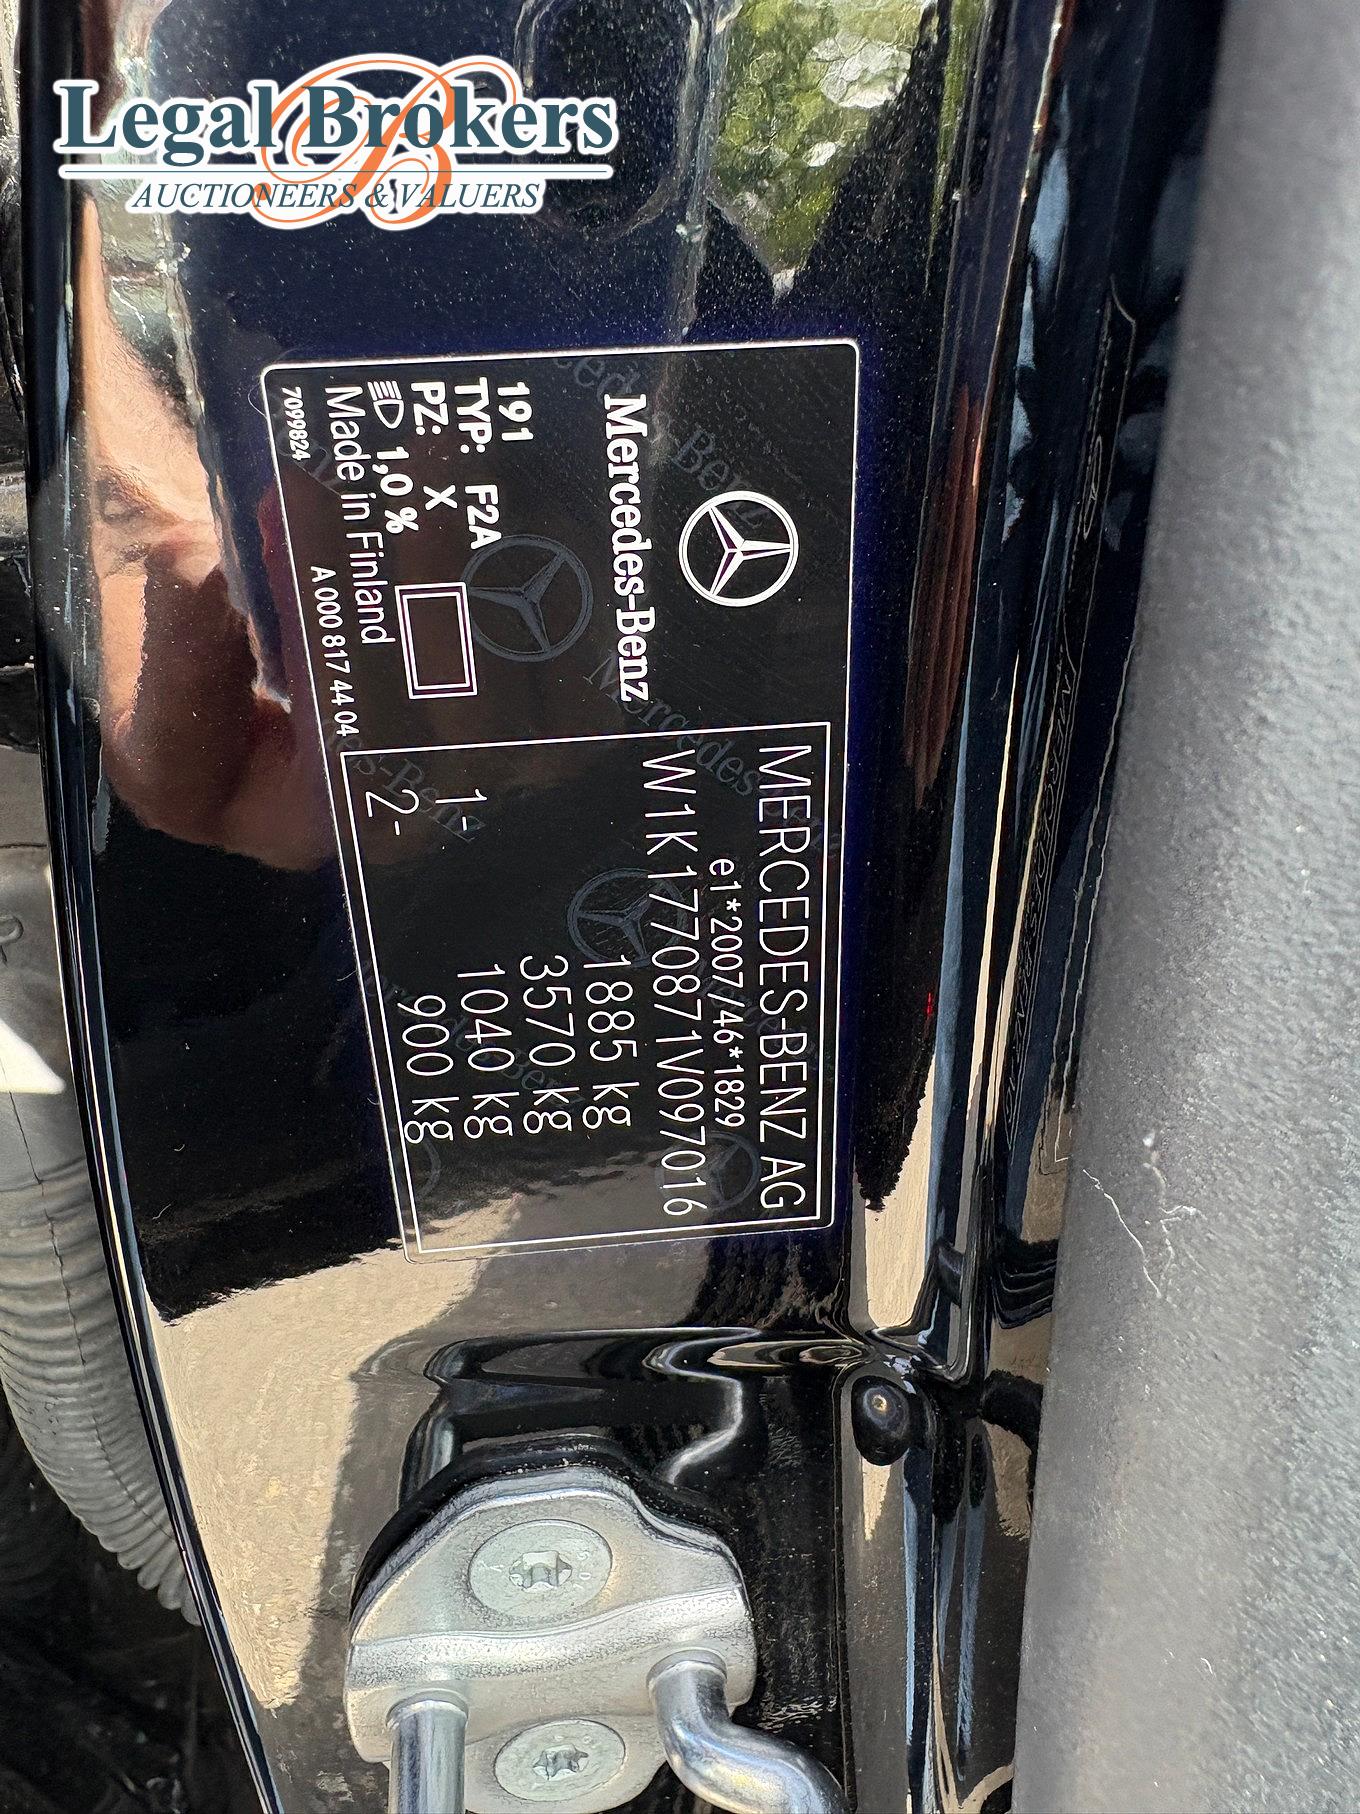 Legal Brokers
AUCTIONEERS & VALUERS
Mercedes-Benz
191
TYP: F2A
PZ: X
1,0 %
Made in Finland
7099824
A 000 817 44 04
MERCEDES-BENZ AG
e1*2007/46*1829
W1K1770871V097016
1885 kg
3570 kg
1- 1040 kg
2- 900 kg